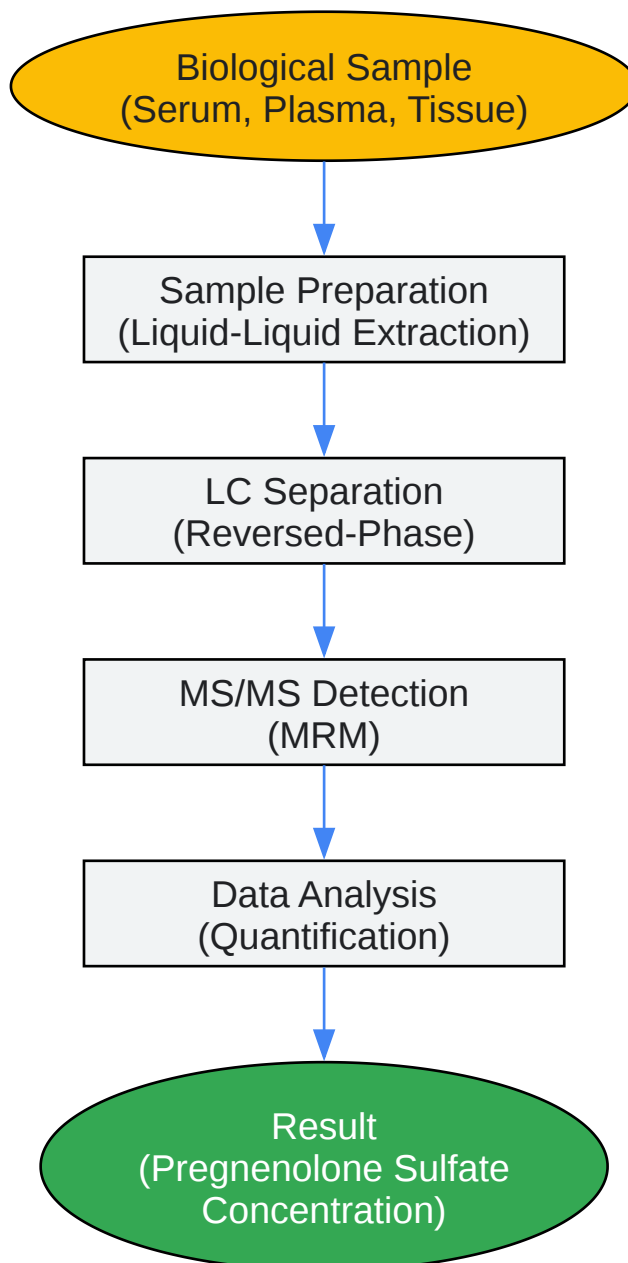 Biological Sample
(Serum, Plasma, Tissue)
Sample Preparation
(Liquid-Liquid Extraction)
LC Separation
(Reversed-Phase)
MS/MS Detection
(MRM)
Data Analysis
(Quantification)
Result
(Pregnenolone Sulfate
Concentration)